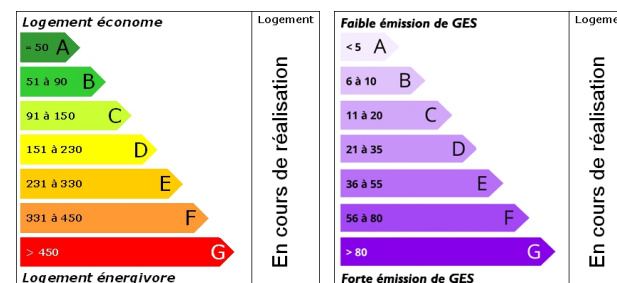 Logement économe
Logement
= 50 A
51 à 90 B
91 à 150 C
151 à 230 D
231 à 330 E
331 à 450 F
> 450 G
Logement énergivore
En cours de réalisation
Faible émission de GES
Logeme
< 5 A
6 à 10 B
11 à 20 C
21 à 35 D
36 à 55 E
56 à 80 F
> 80 G
Forte émission de GES
En cours de réalisation